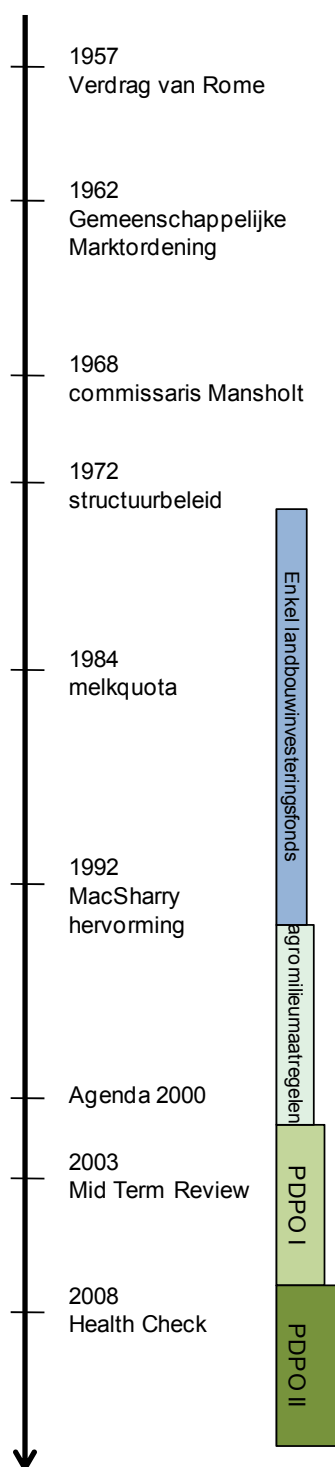 1957
Verdrag van Rome
1962
Gemeenschappelijke
Marktordening
1968
commissaris Mansholt
1972
structuurbeleid
1984
melkquota
1992
MacSharry
hervorming
Agenda 2000
2003
Mid Term Review
2008
Health Check
Enkel landbouwinvesteringsfonds
agromilieumaatregelen
PDPO I
PDPO II